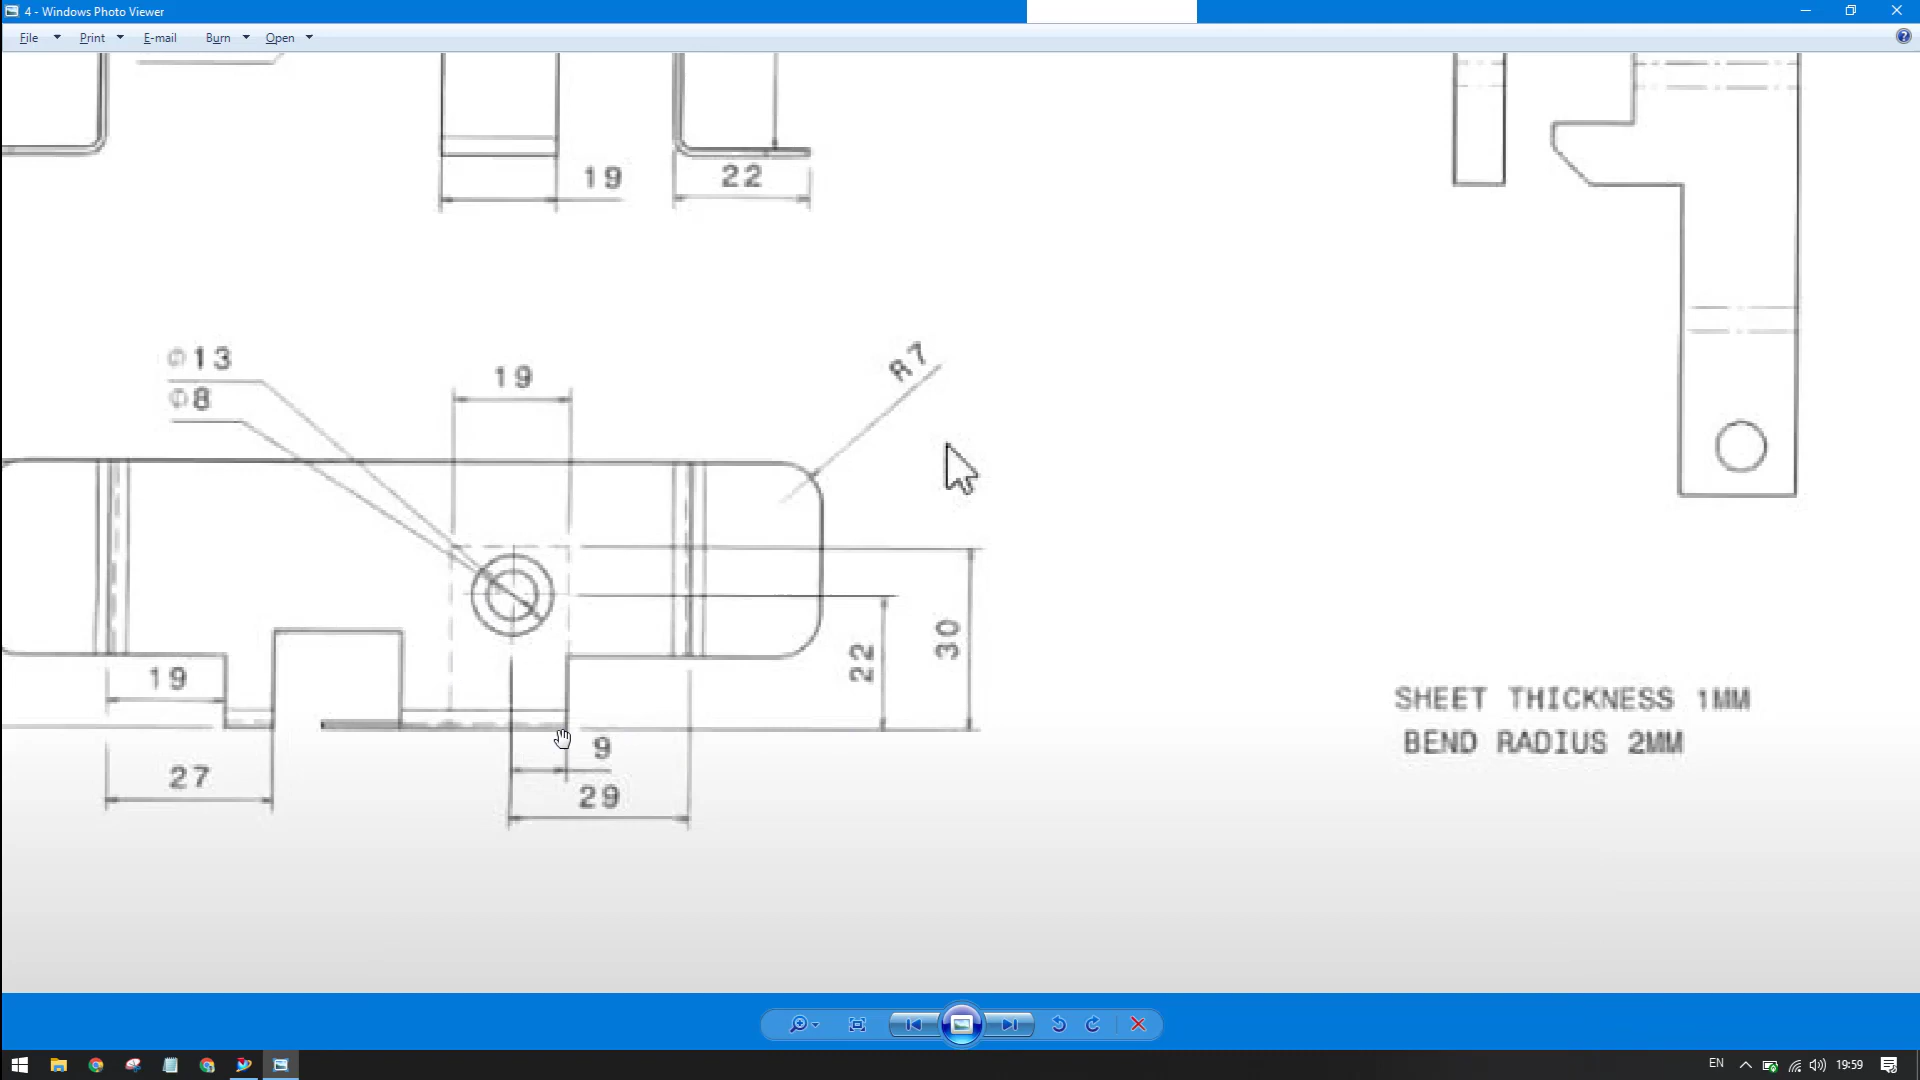 4 - Windows Photo Viewer
File Print E-mail Burn Open
19
22
∅13
∅8
19
R7
19
22
30
9
27
29
SHEET THICKNESS 1MM
BEND RADIUS 2MM
EN 19:59